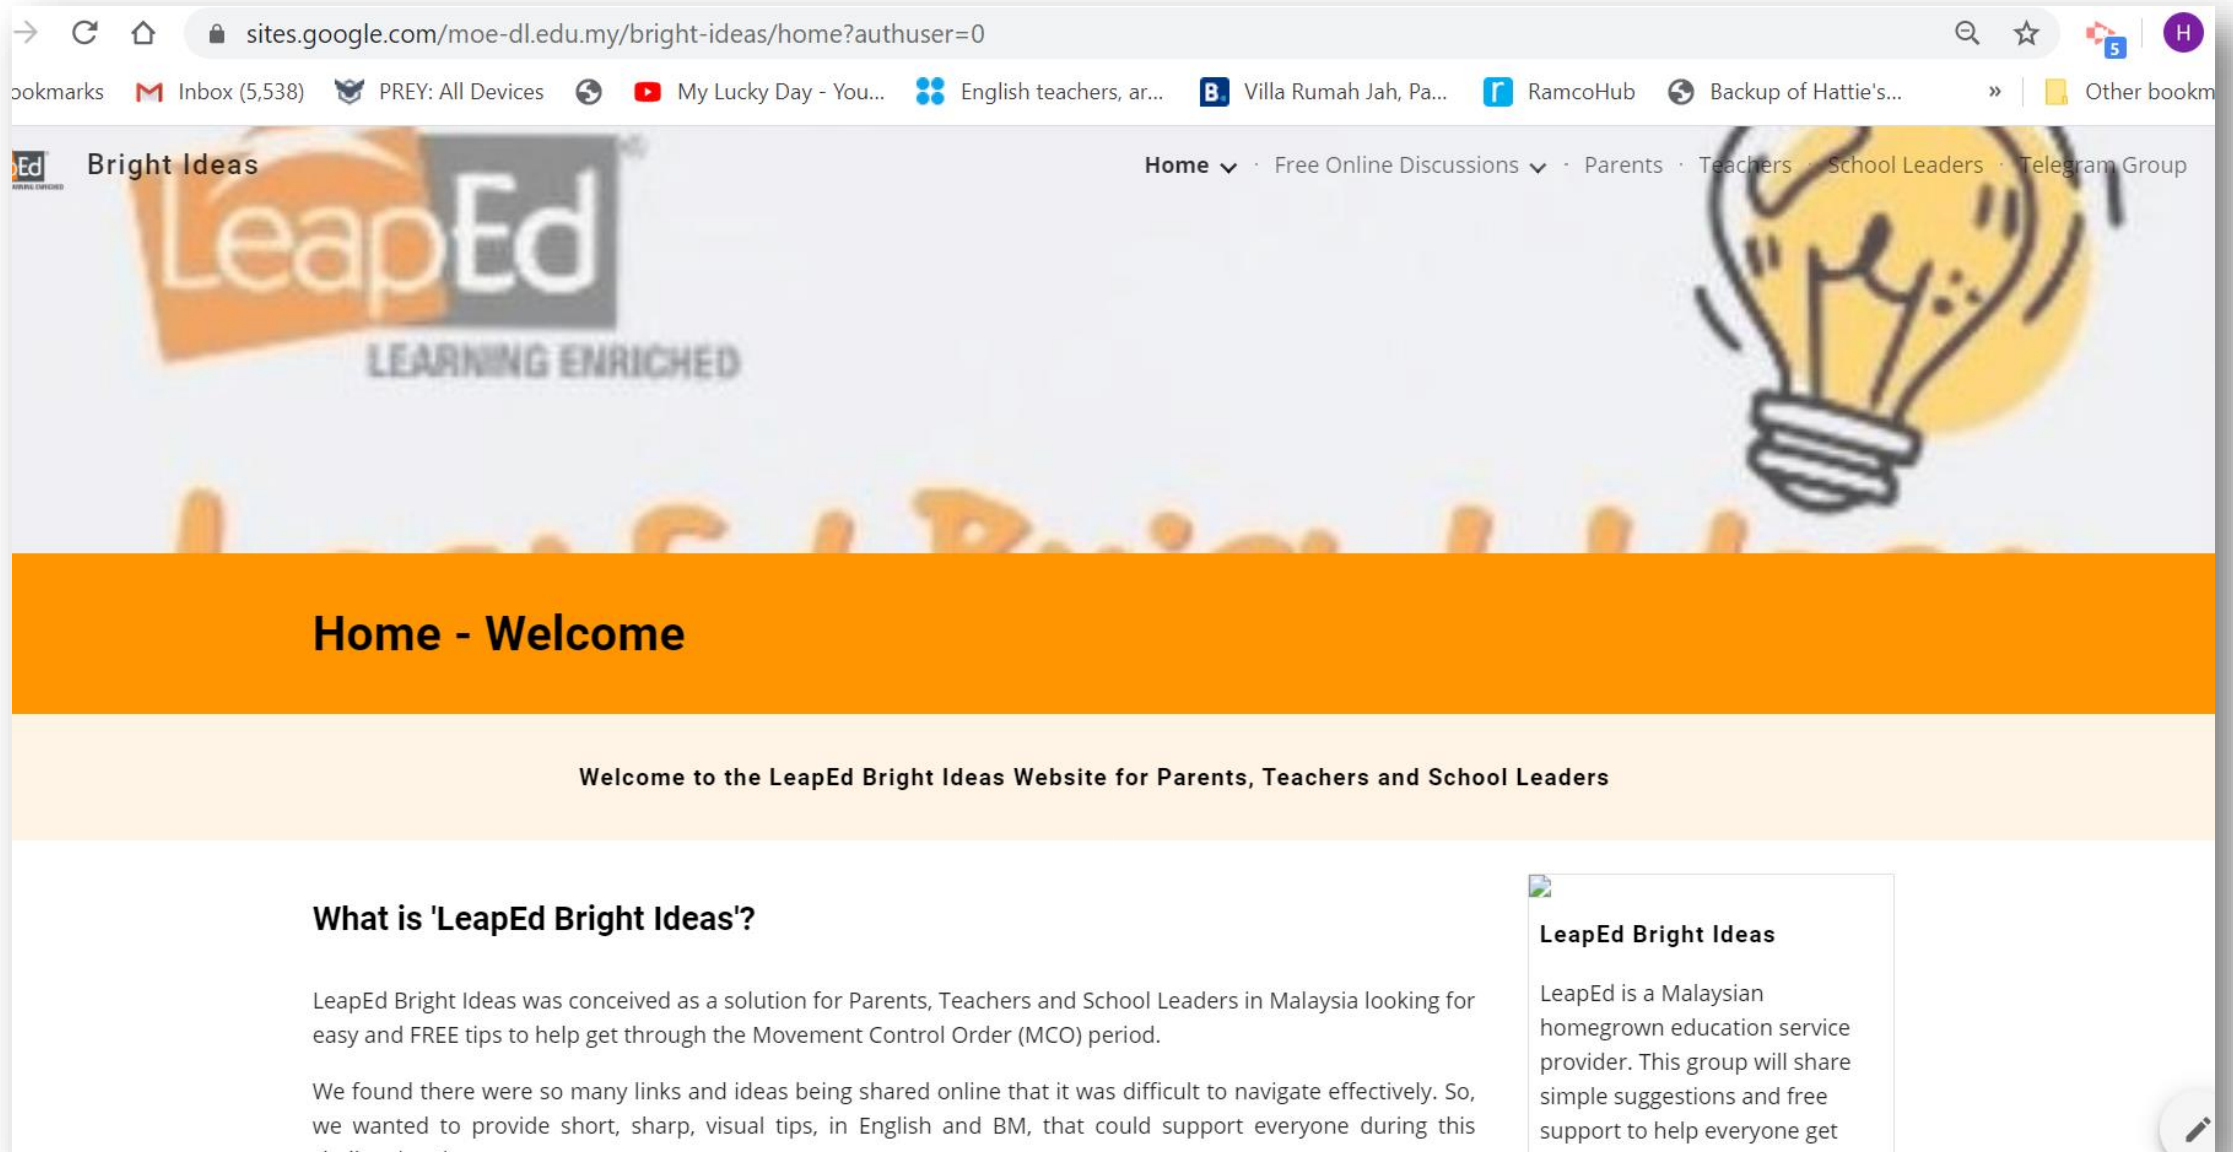 sites.google.com/moe-dl.edu.my/bright-ideas/home?authuser=0
5
H
ookmarks
Inbox (5,538)
PREY: All Devices
My Lucky Day - You...
English teachers, ar...
B. Villa Rumah Jah, Pa...
r RamcoHub
Backup of Hattie's...
»
Other bookm
Ed
Bright Ideas
Home · Free Online Discussions · Parents · Teachers · School Leaders · Telegram Group
LeapEd
LEARNING ENRICHED
Home - Welcome
Welcome to the LeapEd Bright Ideas Website for Parents, Teachers and School Leaders
What is 'LeapEd Bright Ideas'?
LeapEd Bright Ideas was conceived as a solution for Parents, Teachers and School Leaders in Malaysia looking for
easy and FREE tips to help get through the Movement Control Order (MCO) period.
We found there were so many links and ideas being shared online that it was difficult to navigate effectively. So,
we wanted to provide short, sharp, visual tips, in English and BM, that could support everyone during this
LeapEd Bright Ideas
LeapEd is a Malaysian
homegrown education service
provider. This group will share
simple suggestions and free
support to help everyone get